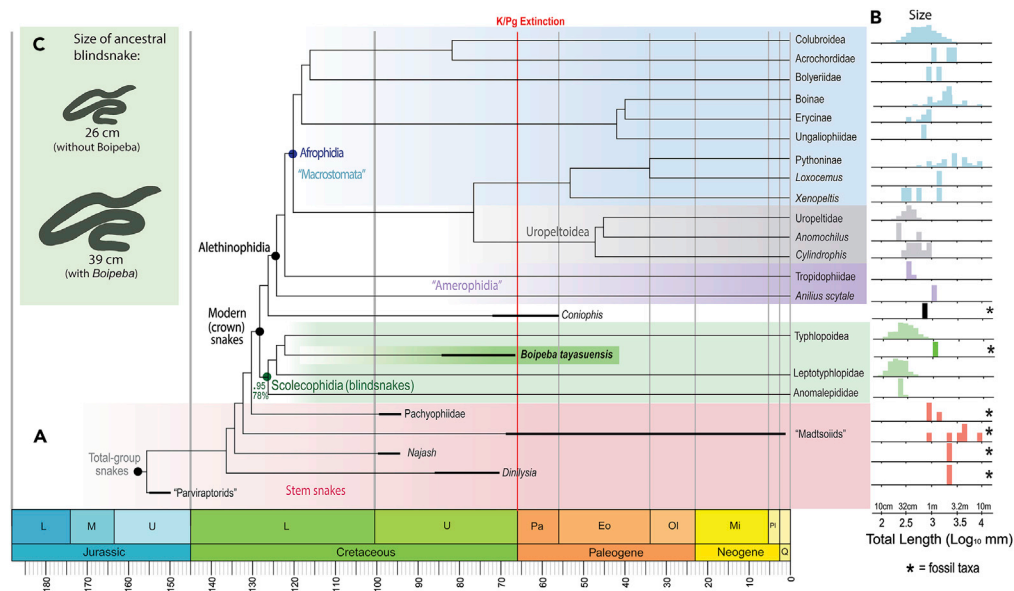 K/Pg Extinction
B
Size
C
Size of ancestral
blindsnake:
26 cm
(without Boipeba)
39 cm
(with Boipeba)
Colubroidea
Acrochordidae
Bolyeriidae
Boinae
Erycinae
Ungaliophiidae
Afrophidia
"Macrostomata"
Pythoninae
Loxocemus
Xenopeltis
Uropeltoidea
Uropeltidae
Anomochilus
Cylindrophis
Alethinophidia
"Amerophidia"
Tropidophiidae
Anilius scytale
Modern
(crown)
snakes
Coniophis
*
Typhlopoidea
Boipeba tayasuensis
*
Leptotyphlopidae
.95
78%
Scolecophidia (blindsnakes)
Anomalepididae
A
Pachyophiidae
*
"Madtsoiids"
*
Total-group
snakes
Najash
*
Dinilysia
*
"Parviraptorids"
Stem snakes
L M U L U Pa Eo Ol Mi Pl
Jurassic Cretaceous Paleogene Neogene Q
180 170 160 150 140 130 120 110 100 90 80 70 60 50 40 30 20 10 0
10cm 32cm 1m 3.2m 10m
2 2.5 3 3.5 4
Total Length (Log10 mm)
* = fossil taxa